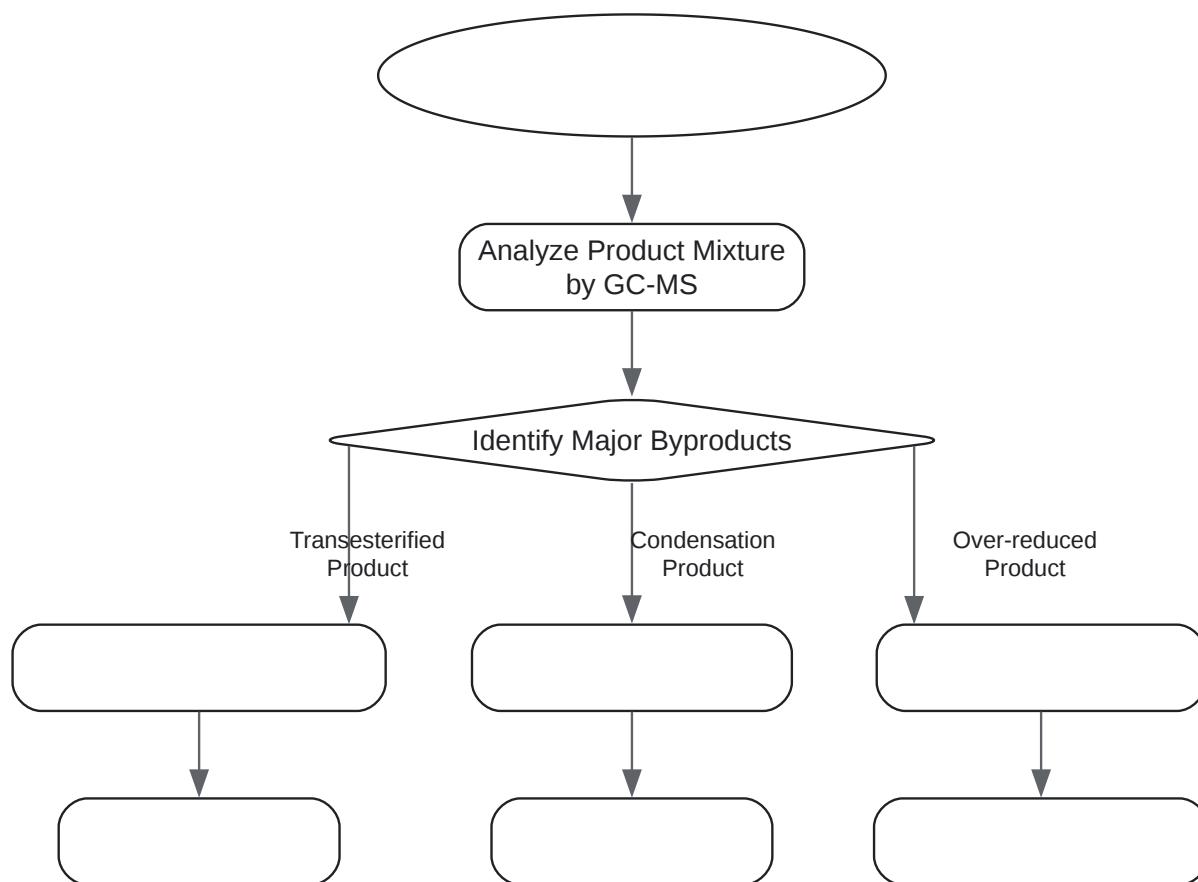 Analyze Product Mixture
by GC-MS
Identify Major Byproducts
Transesterified
Product
Condensation
Product
Over-reduced
Product